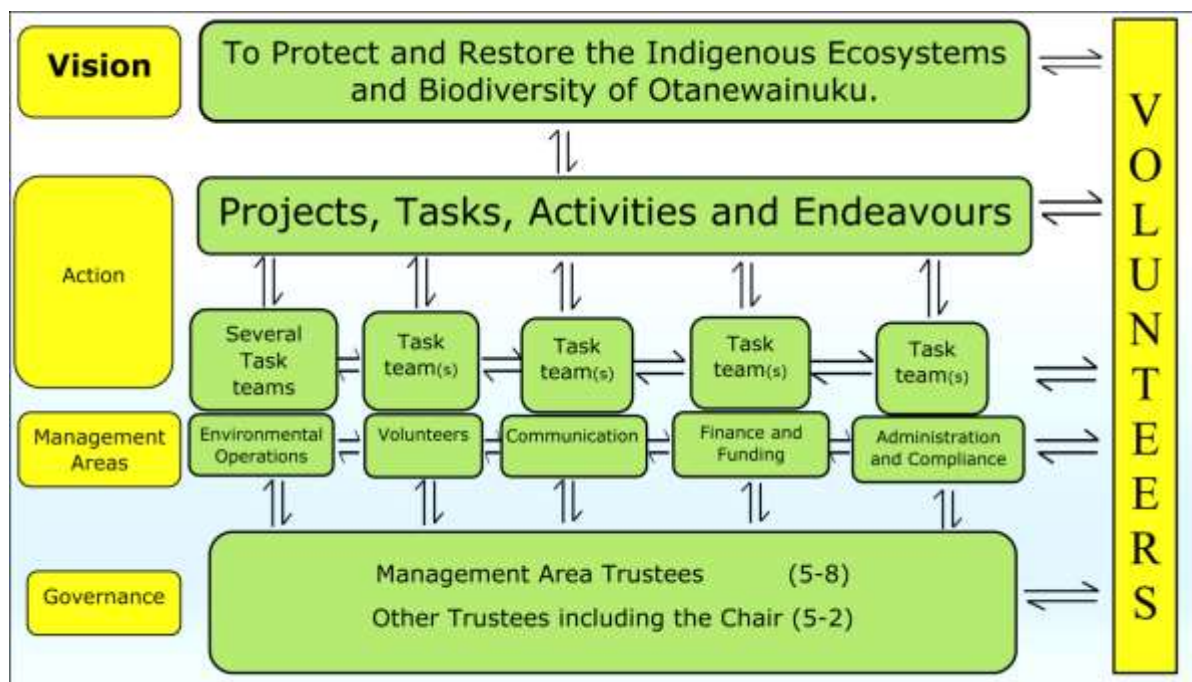 Vision
To Protect and Restore the Indigenous Ecosystems
and Biodiversity of Otanewainuku.
Action
Projects, Tasks, Activities and Endeavours
Several
Task
teams
Task
team(s)
Task
team(s)
Task
team(s)
Task
team(s)
Management
Areas
Environmental
Operations
Volunteers
Communication
Finance and
Funding
Administration
and Compliance
Governance
Management Area Trustees (5-8)
Other Trustees including the Chair (5-2)
VOLUNTEERS